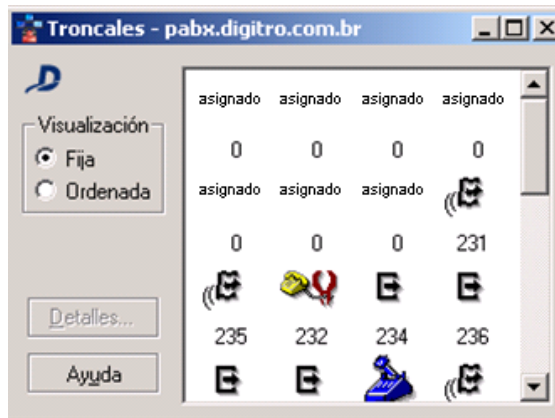 Troncales - pabx.digitro.com.br
Visualización
Fija
Ordenada
Detalles...
Ayuda
asignado asignado asignado asignado
0 0 0 0
asignado asignado asignado
0 0 0 231
235 232 234 236